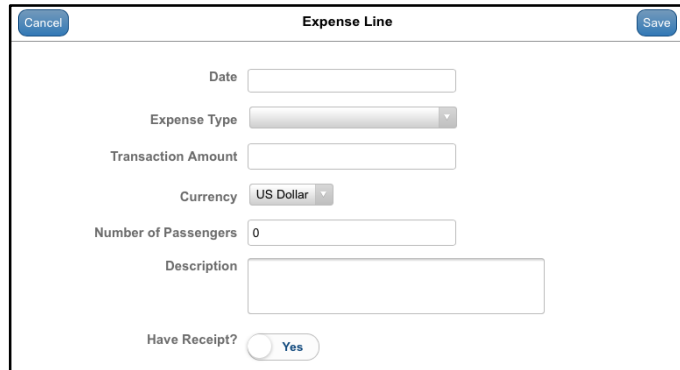 Cancel Expense Line Save
Date
Expense Type
Transaction Amount
Currency US Dollar
Number of Passengers 0
Description
Have Receipt? Yes